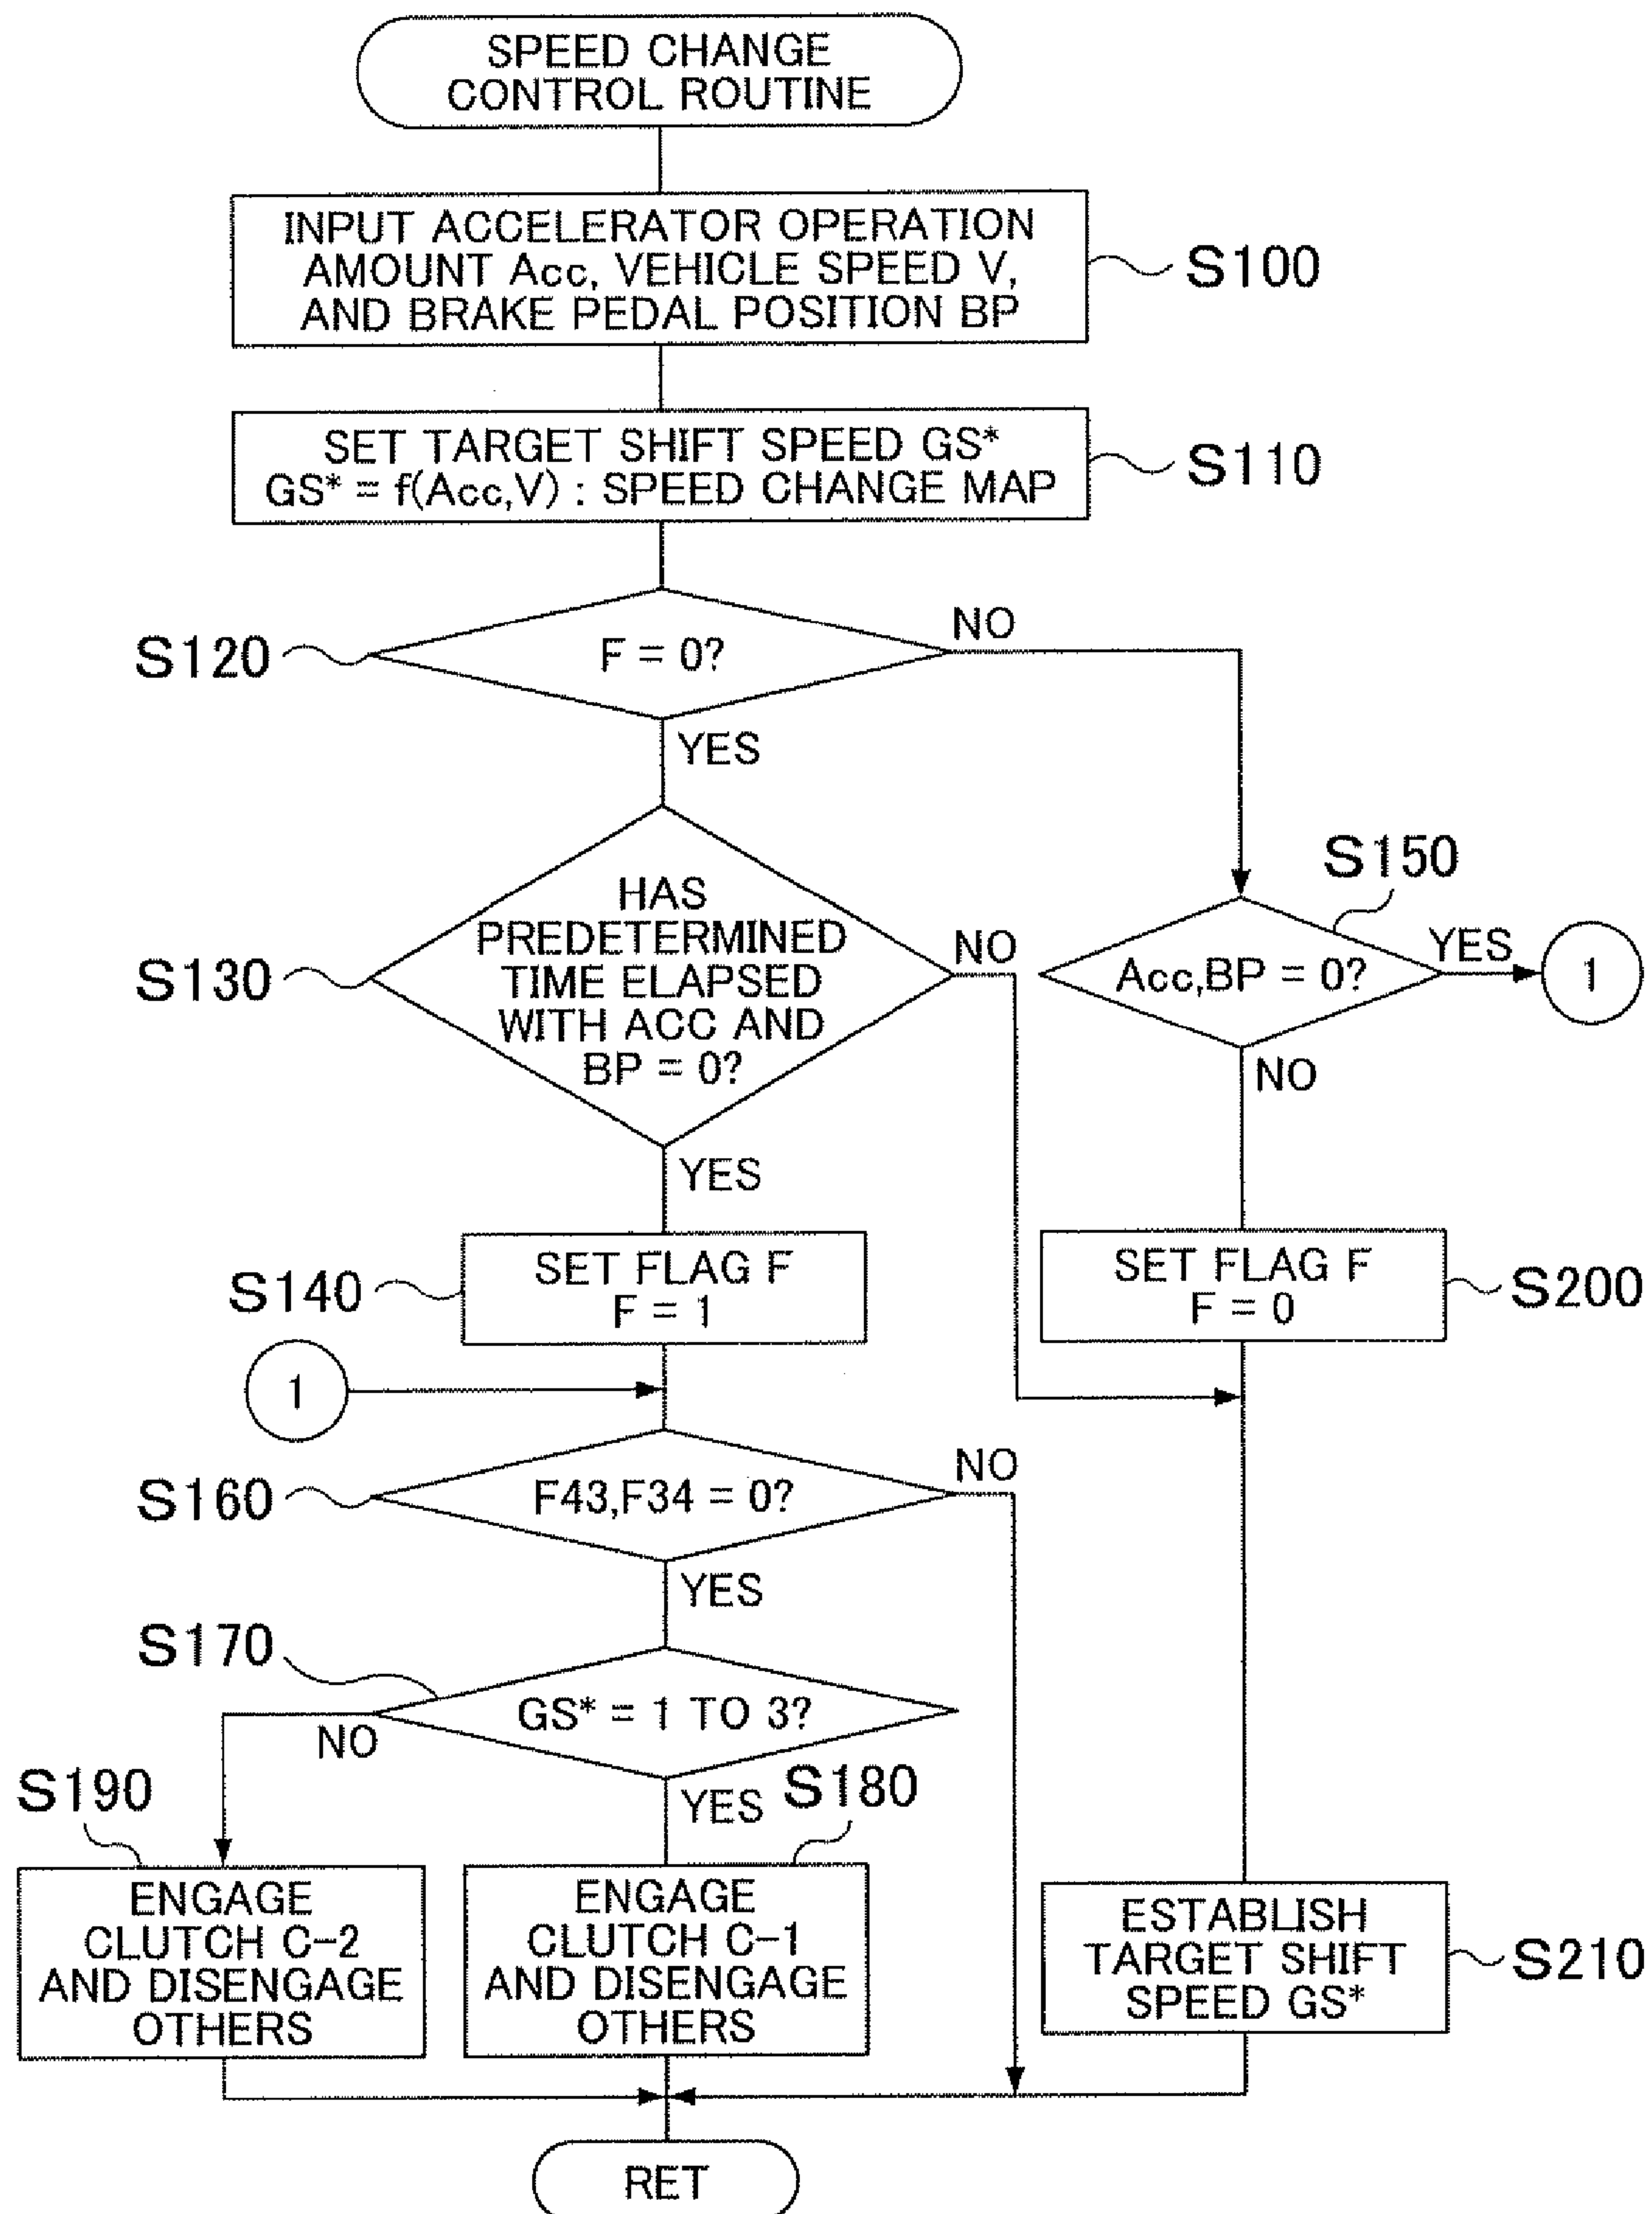 SPEED CHANGE
CONTROL ROUTINE
INPUT ACCELERATOR OPERATION
AMOUNT Acc, VEHICLE SPEED V,
AND BRAKE PEDAL POSITION BP
S100
SET TARGET SHIFT SPEED GS*
GS* = f(Acc,V) : SPEED CHANGE MAP
S110
S120
F = 0?
NO
YES
S130
HAS
PREDETERMINED
TIME ELAPSED
WITH ACC AND
BP = 0?
NO
YES
S150
Acc,BP = 0?
YES
1
NO
S140
SET FLAG F
F = 1
SET FLAG F
F = 0
S200
1
S160
F43,F34 = 0?
NO
YES
S170
GS* = 1 TO 3?
NO
YES
S190
ENGAGE
CLUTCH C-2
AND DISENGAGE
OTHERS
S180
ENGAGE
CLUTCH C-1
AND DISENGAGE
OTHERS
ESTABLISH
TARGET SHIFT
SPEED GS*
S210
RET